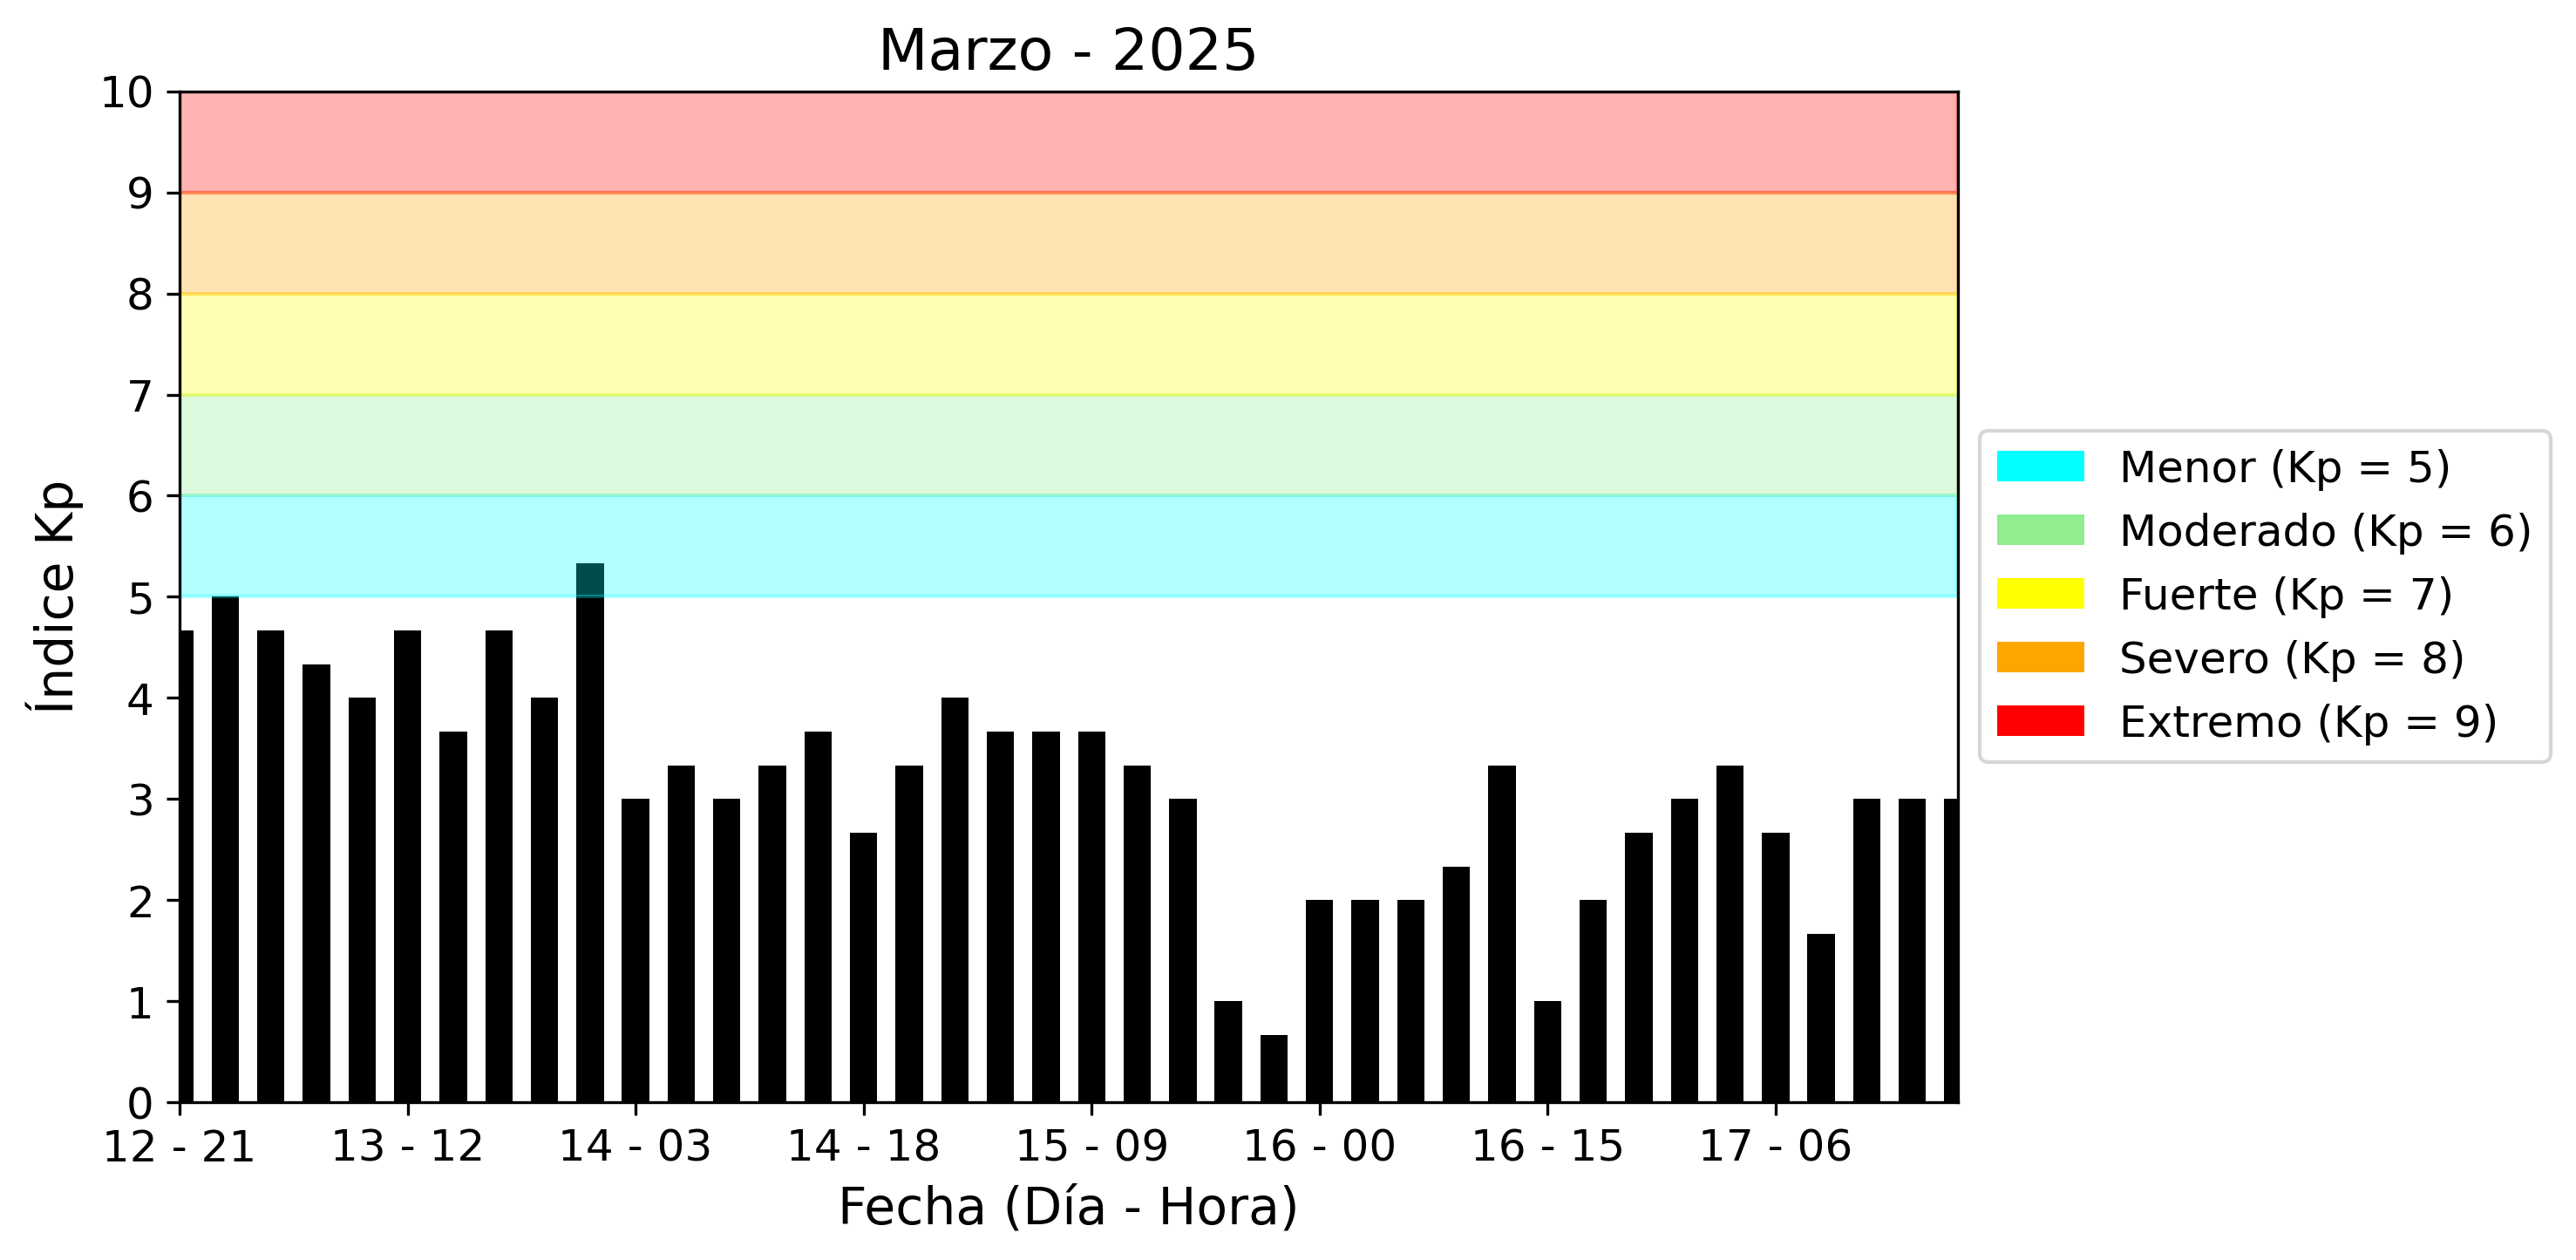 Marzo - 2025
Índice Kp
10
9
8
7
6
5
4
3
2
1
0
12 - 21 13 - 12 14 - 03 14 - 18 15 - 09 16 - 00 16 - 15 17 - 06
Fecha (Día - Hora)
Menor (Kp = 5)
Moderado (Kp = 6)
Fuerte (Kp = 7)
Severo (Kp = 8)
Extremo (Kp = 9)